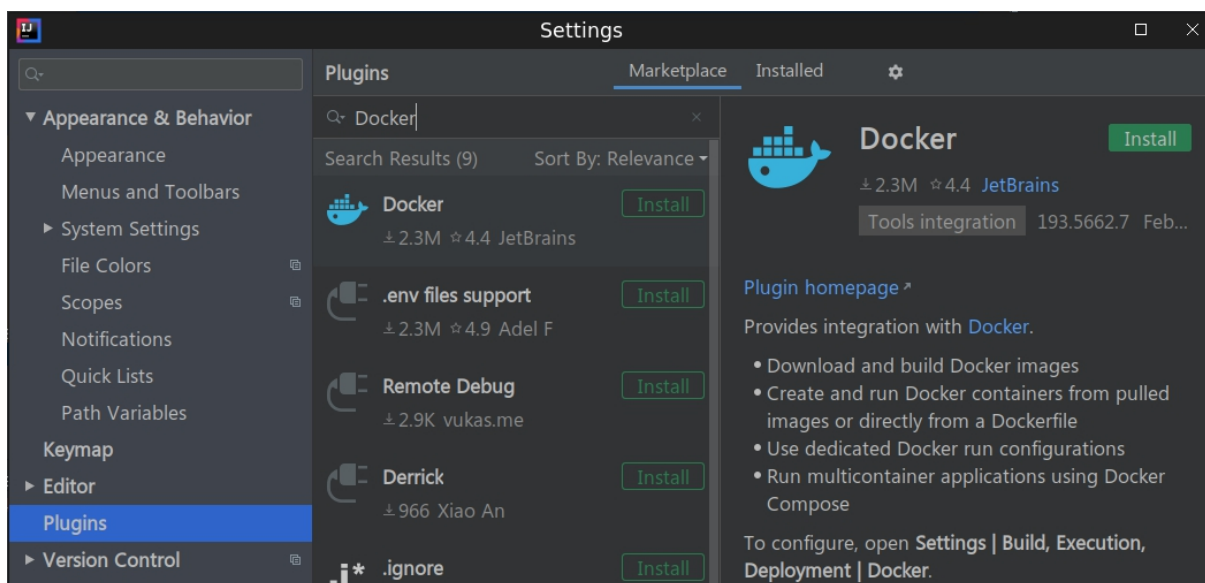 IJ
Settings
Appearance & Behavior
Appearance
Menus and Toolbars
System Settings
File Colors
Scopes
Notifications
Quick Lists
Path Variables
Keymap
Editor
Plugins
Version Control
Plugins
Marketplace
Installed
Docker
Search Results (9) Sort By: Relevance
Docker Install
2.3M 4.4 JetBrains
.env files support Install
2.3M 4.9 Adel F
Remote Debug Install
2.9K vukas.me
Derrick Install
966 Xiao An
.i* .ignore Install
Docker Install
2.3M 4.4 JetBrains
Tools integration 193.5662.7 Feb...
Plugin homepage
Provides integration with Docker.
• Download and build Docker images
• Create and run Docker containers from pulled
images or directly from a Dockerfile
• Use dedicated Docker run configurations
• Run multicontainer applications using Docker
Compose
To configure, open Settings | Build, Execution,
Deployment | Docker.